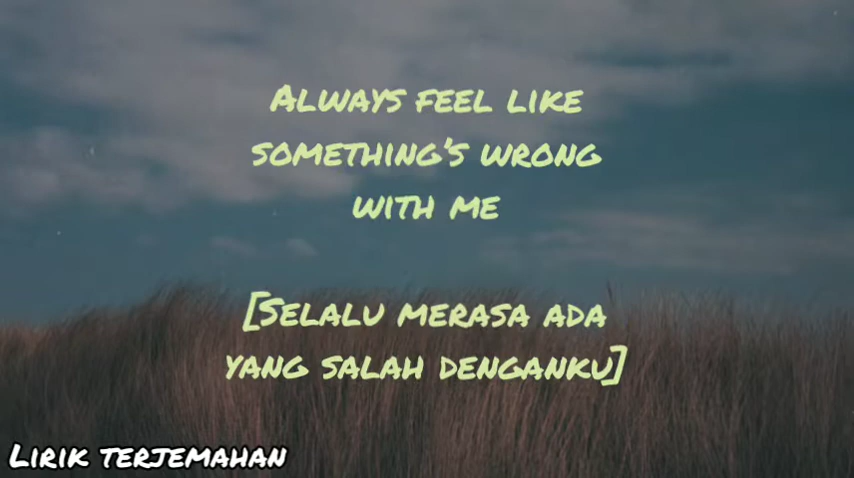 Always feel like
something's wrong
with me
[Selalu merasa ada
yang salah denganku]
Lirik terjemahan